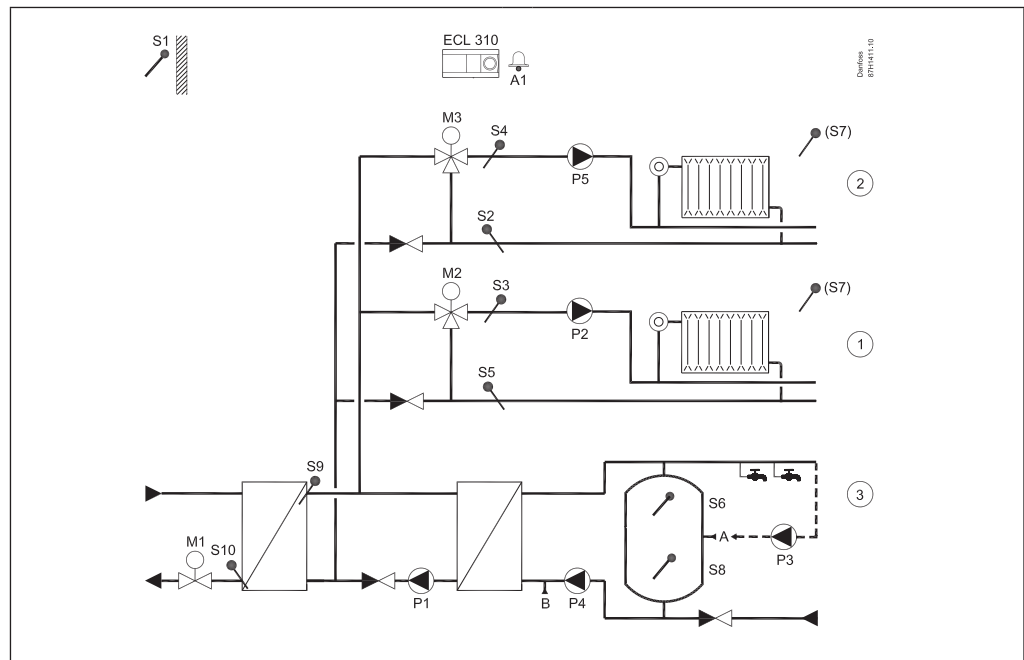 S1
ECL 310
A1
Danfoss
87H1411.10
M3
S4
P5
(S7)
2
S2
M2
S3
P2
(S7)
1
S5
S9
S6
3
M1
S10
A
P3
S8
P1
B
P4